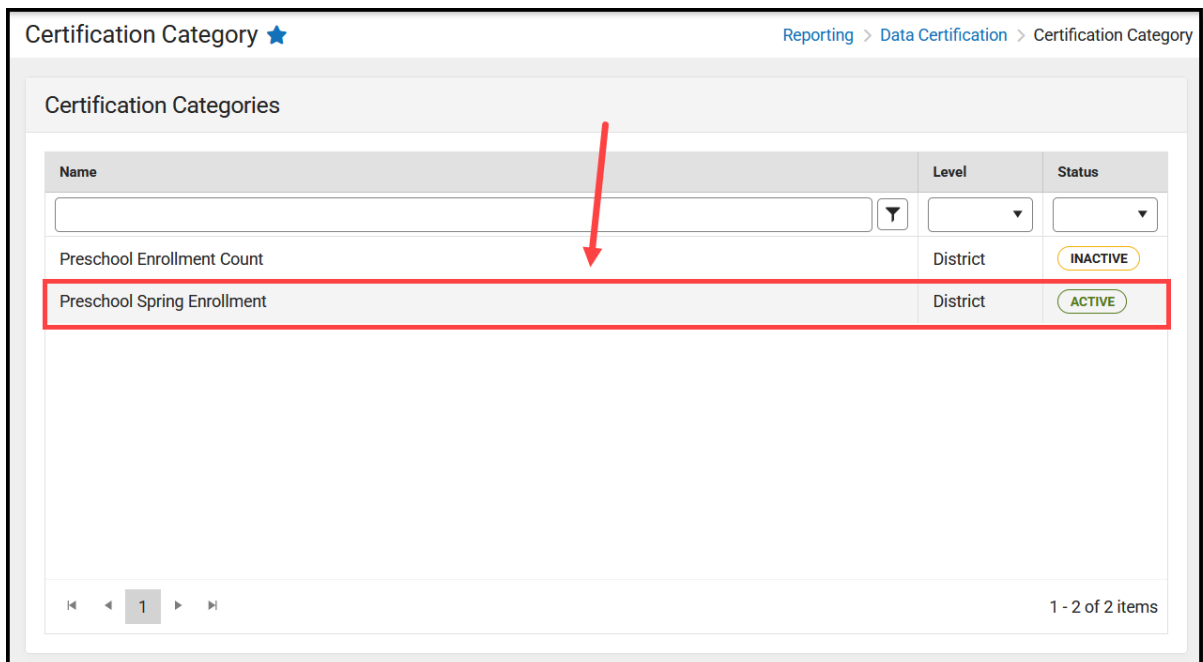 Certification Category
Reporting > Data Certification > Certification Category
Certification Categories
Name Level Status
Preschool Enrollment Count District INACTIVE
Preschool Spring Enrollment District ACTIVE
1 1 - 2 of 2 items